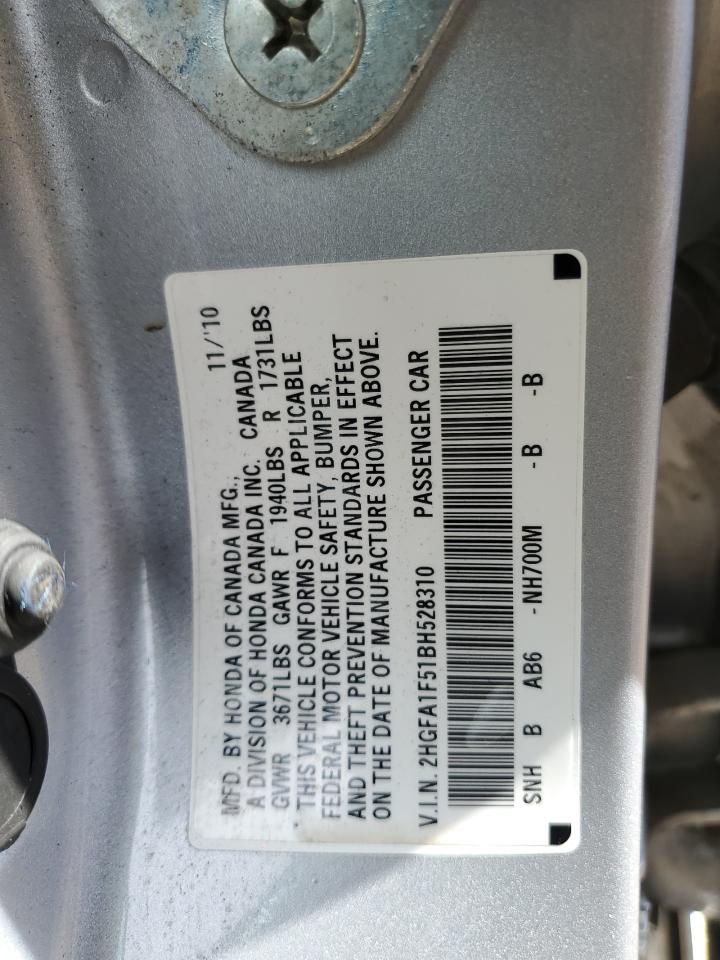 MFD. BY HONDA OF CANADA MFG., 11/'10
A DIVISION OF HONDA CANADA INC. CANADA
GVWR 3671LBS GAWR F 1940LBS R 1731LBS
THIS VEHICLE CONFORMS TO ALL APPLICABLE
FEDERAL MOTOR VEHICLE SAFETY, BUMPER,
AND THEFT PREVENTION STANDARDS IN EFFECT
ON THE DATE OF MANUFACTURE SHOWN ABOVE.
V.I.N. 2HGFA1F51BH528310 PASSENGER CAR
SNH B AB6 -NH700M -B -B